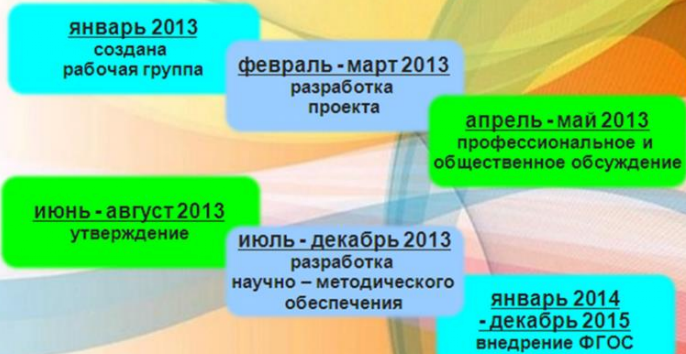 январь 2013
создана
рабочая группа
февраль - март 2013
разработка
проекта
апрель - май 2013
профессиональное и
общественное обсуждение
июнь - август 2013
утверждение
июль - декабрь 2013
разработка
научно – методического
обеспечения
январь 2014
- декабрь 2015
внедрение ФГОС